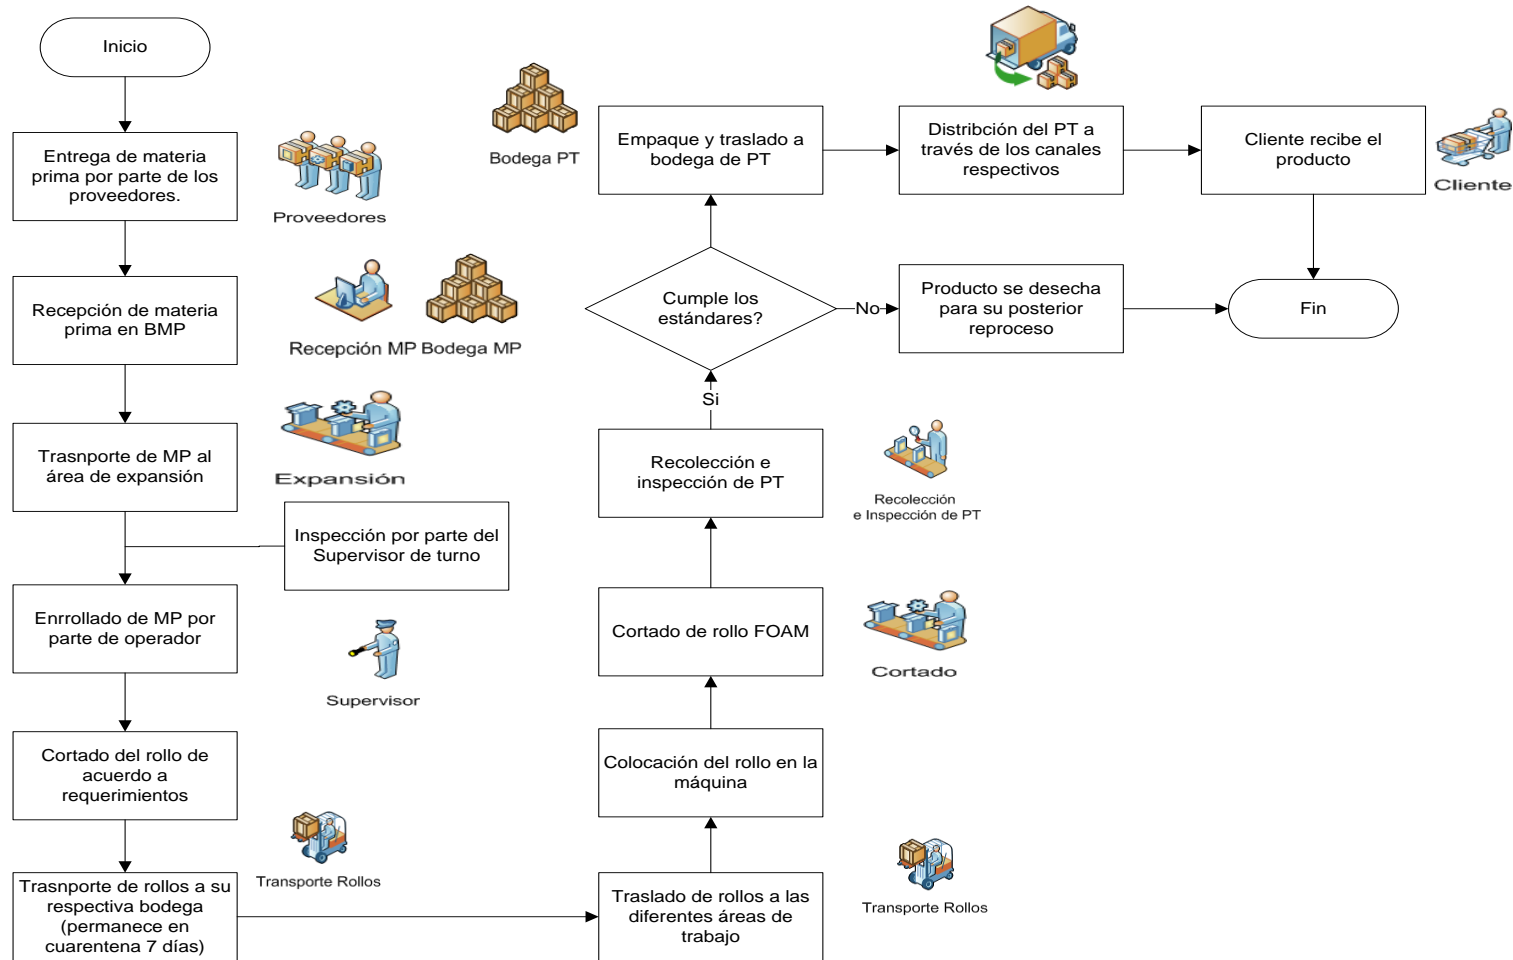 Inicio
Entrega de materia
prima por parte de los
proveedores.
Proveedores
Recepción de materia
prima en BMP
Recepción MP
Bodega MP
Trasnporte de MP al
área de expansión
Expansión
Inspección por parte del
Supervisor de turno
Enrrollado de MP por
parte de operador
Supervisor
Cortado del rollo de
acuerdo a
requerimientos
Transporte Rollos
Trasnporte de rollos a su
respectiva bodega
(permanece en
cuarentena 7 días)
Traslado de rollos a las
diferentes áreas de
trabajo
Transporte Rollos
Colocación del rollo en la
máquina
Cortado de rollo FOAM
Cortado
Recolección e
inspección de PT
Recolección
e Inspección de PT
Si
Cumple los
estándares?
No
Producto se desecha
para su posterior
reproceso
Fin
Bodega PT
Empaque y traslado a
bodega de PT
Distribción del PT a
través de los canales
respectivos
Cliente recibe el
producto
Cliente